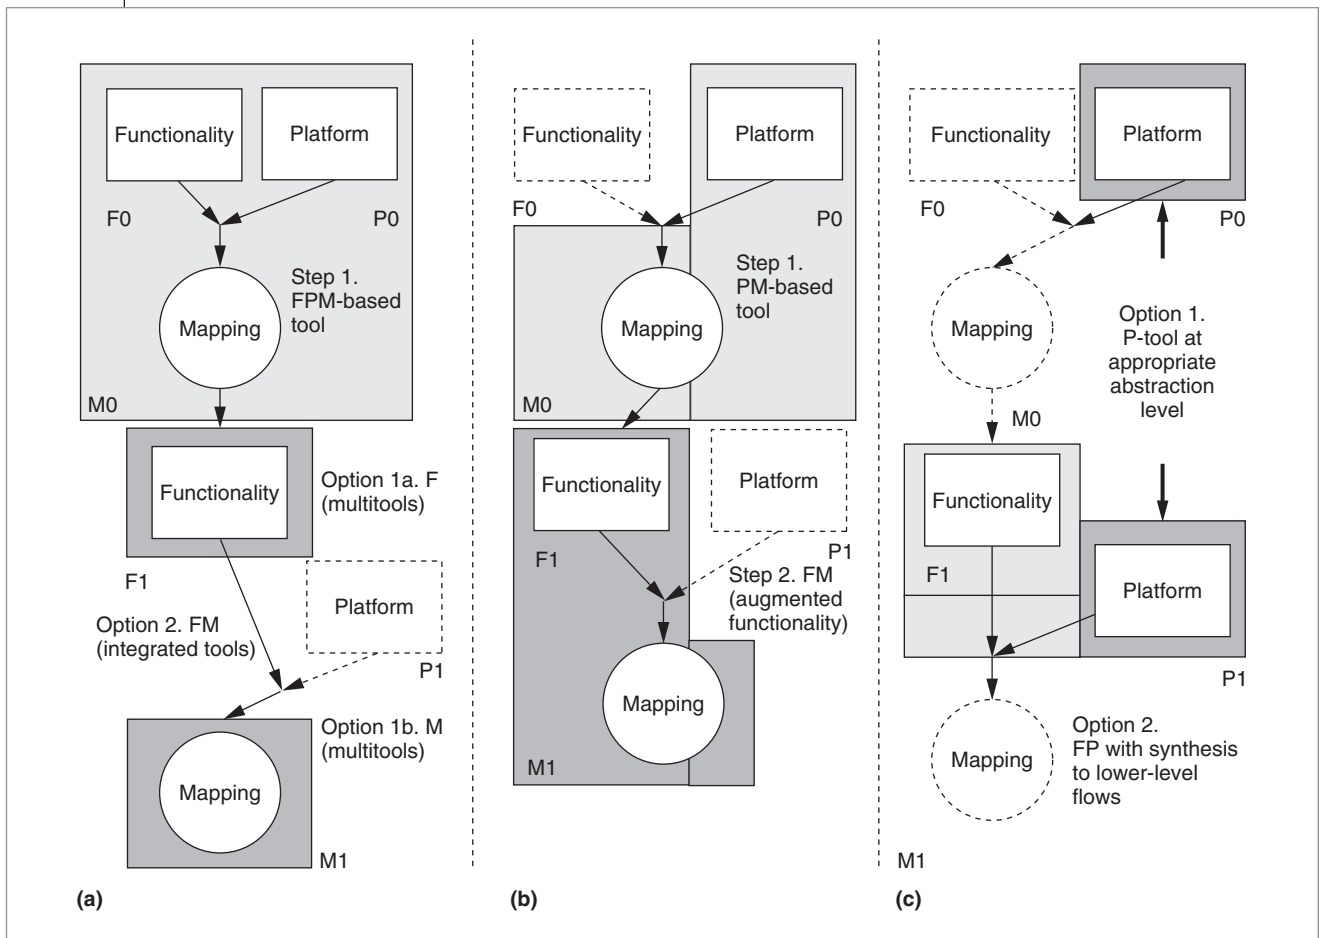 Functionality
Platform
F0
P0
Step 1.
FPM-based
tool
Mapping
M0
Functionality
Option 1a. F
(multitools)
F1
Platform
Option 2. FM
(integrated tools)
P1
Option 1b. M
(multitools)
Mapping
M1
(a)
Functionality
Platform
F0
P0
Step 1.
PM-based
tool
Mapping
M0
Functionality
Platform
F1
P1
Step 2. FM
(augmented
functionality)
Mapping
M1
(b)
Functionality
Platform
F0
P0
Mapping
Option 1.
P-tool at
appropriate
abstraction
level
M0
Functionality
F1
Platform
P1
Option 2.
FP with synthesis
to lower-level
flows
Mapping
M1
(c)